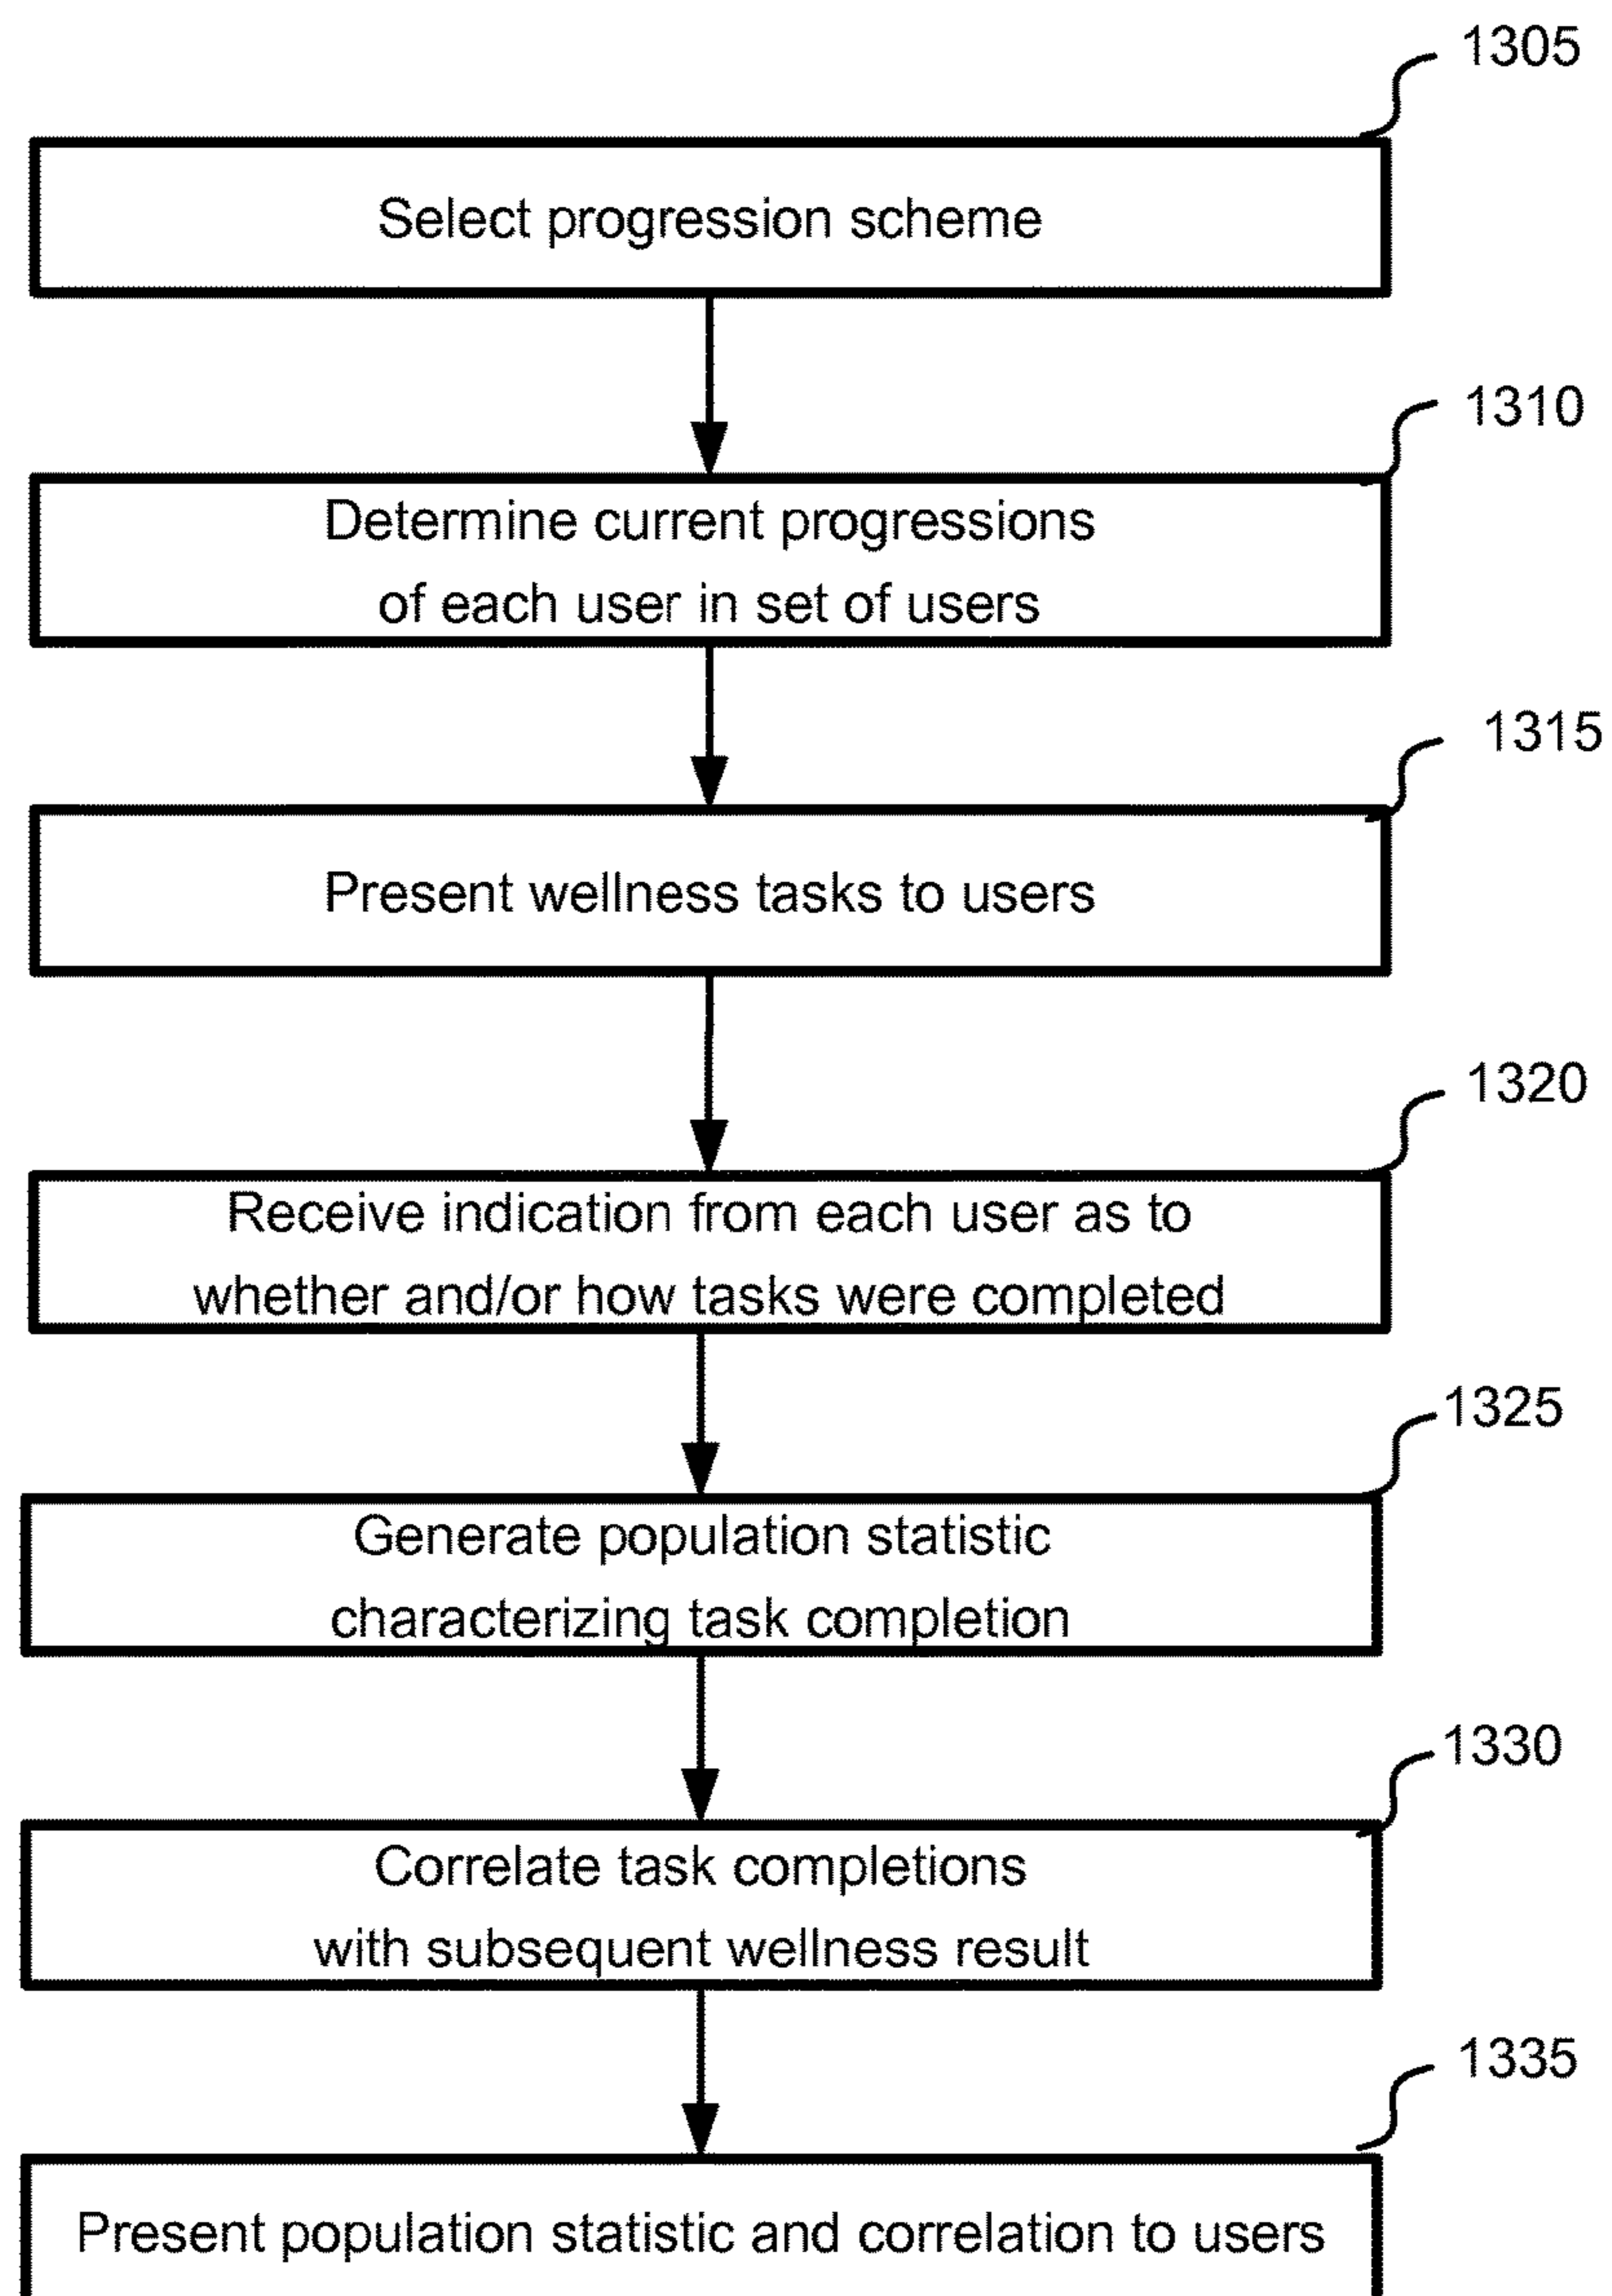 1305
Select progression scheme
1310
Determine current progressions
of each user in set of users
1315
Present wellness tasks to users
1320
Receive indication from each user as to
whether and/or how tasks were completed
1325
Generate population statistic
characterizing task completion
1330
Correlate task completions
with subsequent wellness result
1335
Present population statistic and correlation to users